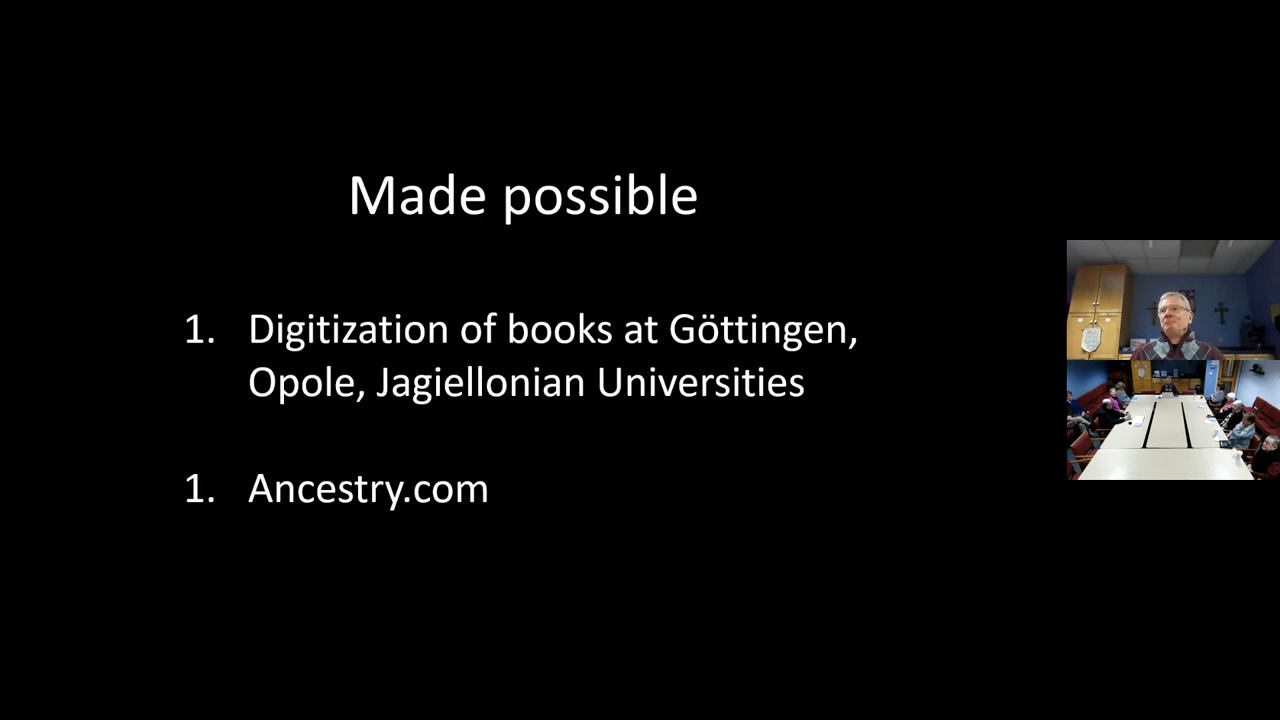 Made possible
1. Digitization of books at Göttingen,
Opole, Jagiellonian Universities
1. Ancestry.com